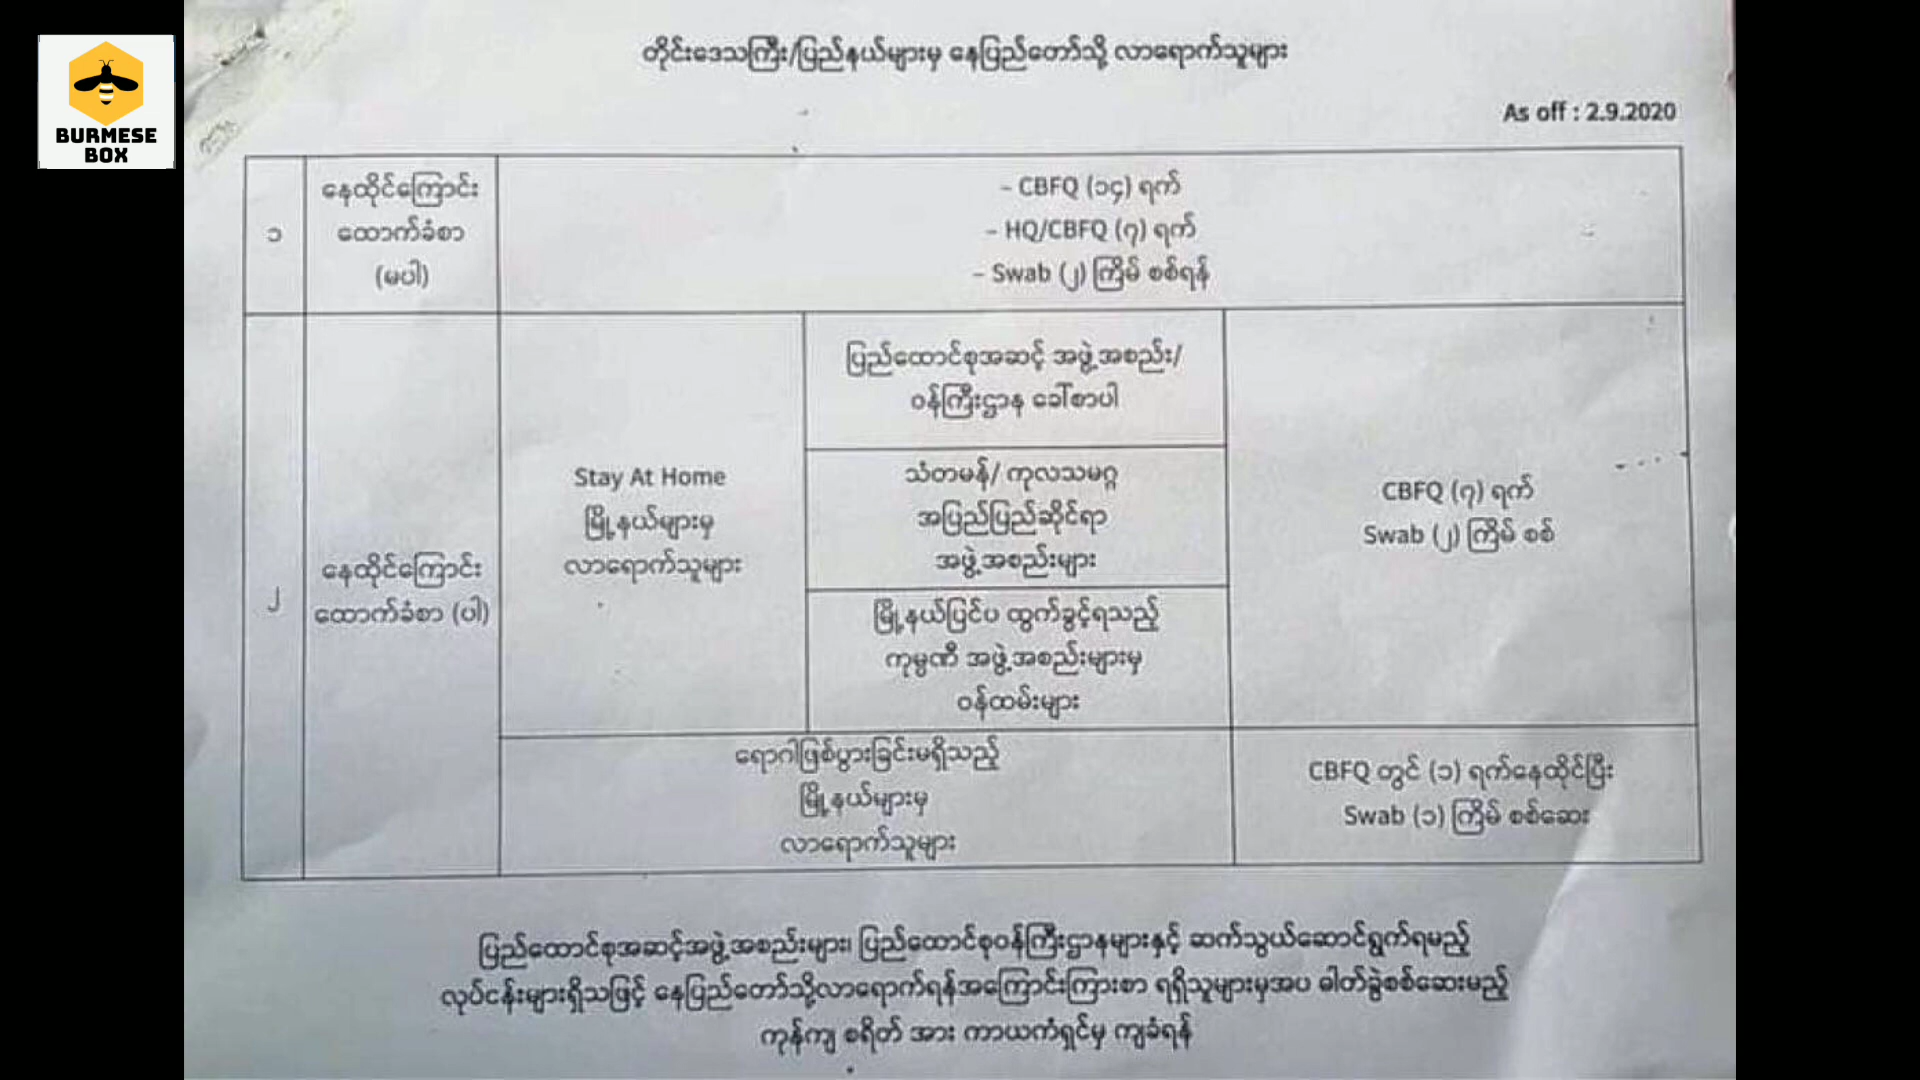 BURMESE
BOX
တိုင်းဒေသကြီး/ပြည်နယ်များမှ နေပြည်တော်သို့ လာရောက်သူများ
As off : 2.9.2020
၁
နေထိုင်ကြောင်း
ထောက်ခံစာ
(မပါ)
- CBFQ (၁၄) ရက်
- HQ/CBFQ (၇) ရက်
- Swab (၂) ကြိမ် စစ်ရန်
၂
နေထိုင်ကြောင်း
ထောက်ခံစာ (ပါ)
Stay At Home
မြို့နယ်များမှ
လာရောက်သူများ
ပြည်ထောင်စုအဆင့် အဖွဲ့အစည်း/
ဝန်ကြီးဌာန ခေါ်စာပါ
သံတမန်/ ကုလသမဂ္ဂ
အပြည်ပြည်ဆိုင်ရာ
အဖွဲ့အစည်းများ
မြို့နယ်ပြင်ပ ထွက်ခွင့်ရသည့်
ကုမ္ပဏီ အဖွဲ့အစည်းများမှ
ဝန်ထမ်းများ
CBFQ (၇) ရက်
Swab (၂) ကြိမ် စစ်
ရောဂါဖြစ်ပွားခြင်းမရှိသည့်
မြို့နယ်များမှ
လာရောက်သူများ
CBFQ တွင် (၁) ရက်နေထိုင်ပြီး
Swab (၁) ကြိမ် စစ်ဆေး
ပြည်ထောင်စုအဆင့်အဖွဲ့အစည်းများ၊ ပြည်ထောင်စုဝန်ကြီးဌာနများနှင့် ဆက်သွယ်ဆောင်ရွက်ရမည့်
လုပ်ငန်းများရှိသဖြင့် နေပြည်တော်သို့လာရောက်ရန်အကြောင်းကြားစာ ရရှိသူများမှအပ ဓါတ်ခွဲစစ်ဆေးမည့်
ကုန်ကျ စရိတ် အား ကာယကံရှင်မှ ကျခံရန်